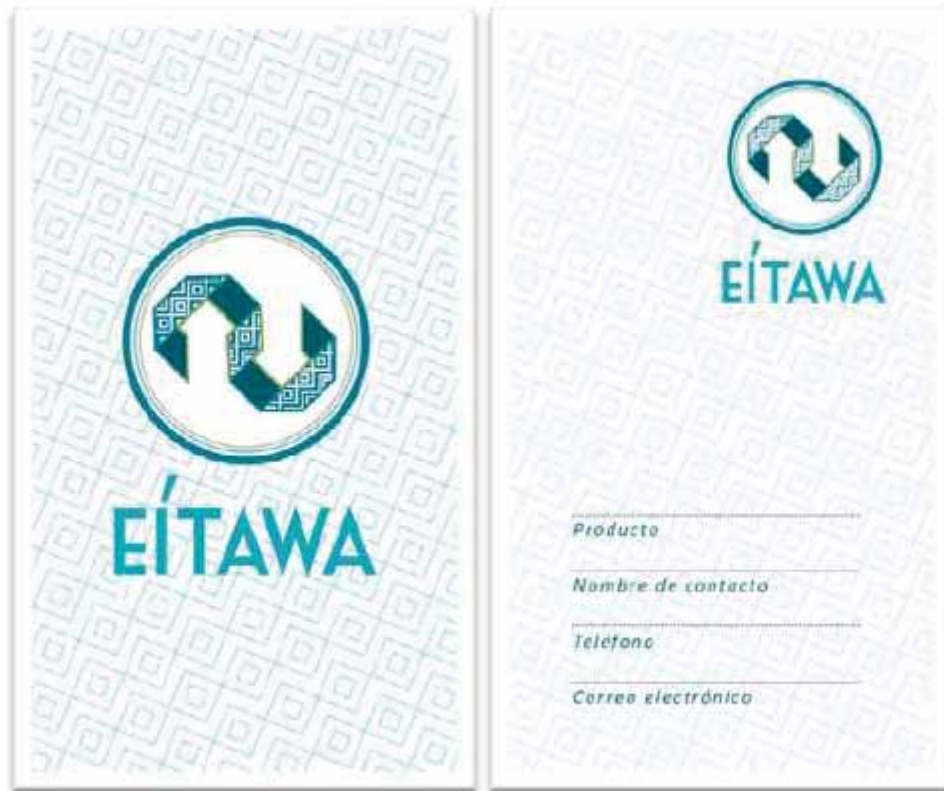 EÍTAWA
EÍTAWA
Producto
Nombre de contacto
Teléfono
Correo electrónico